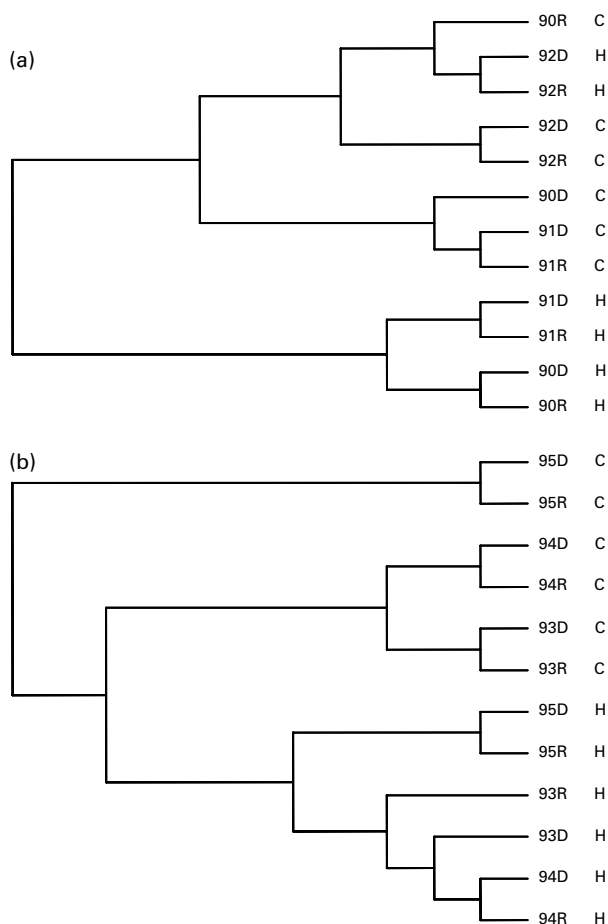 90R C
(a)
92D H
92R H
92D C
92R C
90D C
91D C
91R C
91D H
91R H
90D H
90R H
(b)
95D C
95R C
94D C
94R C
93D C
93R C
95D H
95R H
93R H
93D H
94D H
94R H